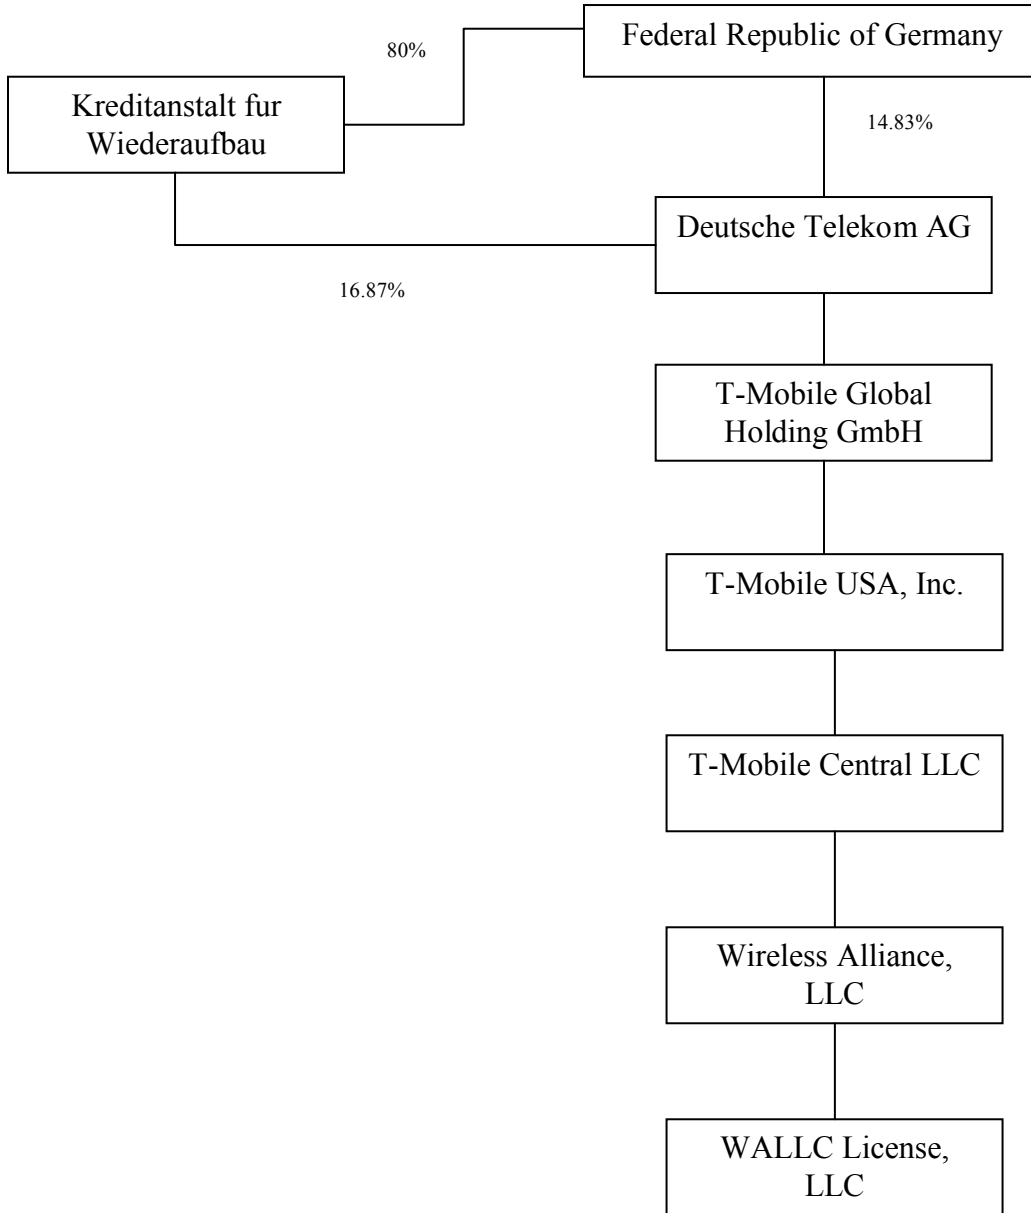 Federal Republic of Germany
80%
Kreditanstalt fur
Wiederaufbau
14.83%
Deutsche Telekom AG
16.87%
T-Mobile Global
Holding GmbH
T-Mobile USA, Inc.
T-Mobile Central LLC
Wireless Alliance,
LLC
WALLC License,
LLC